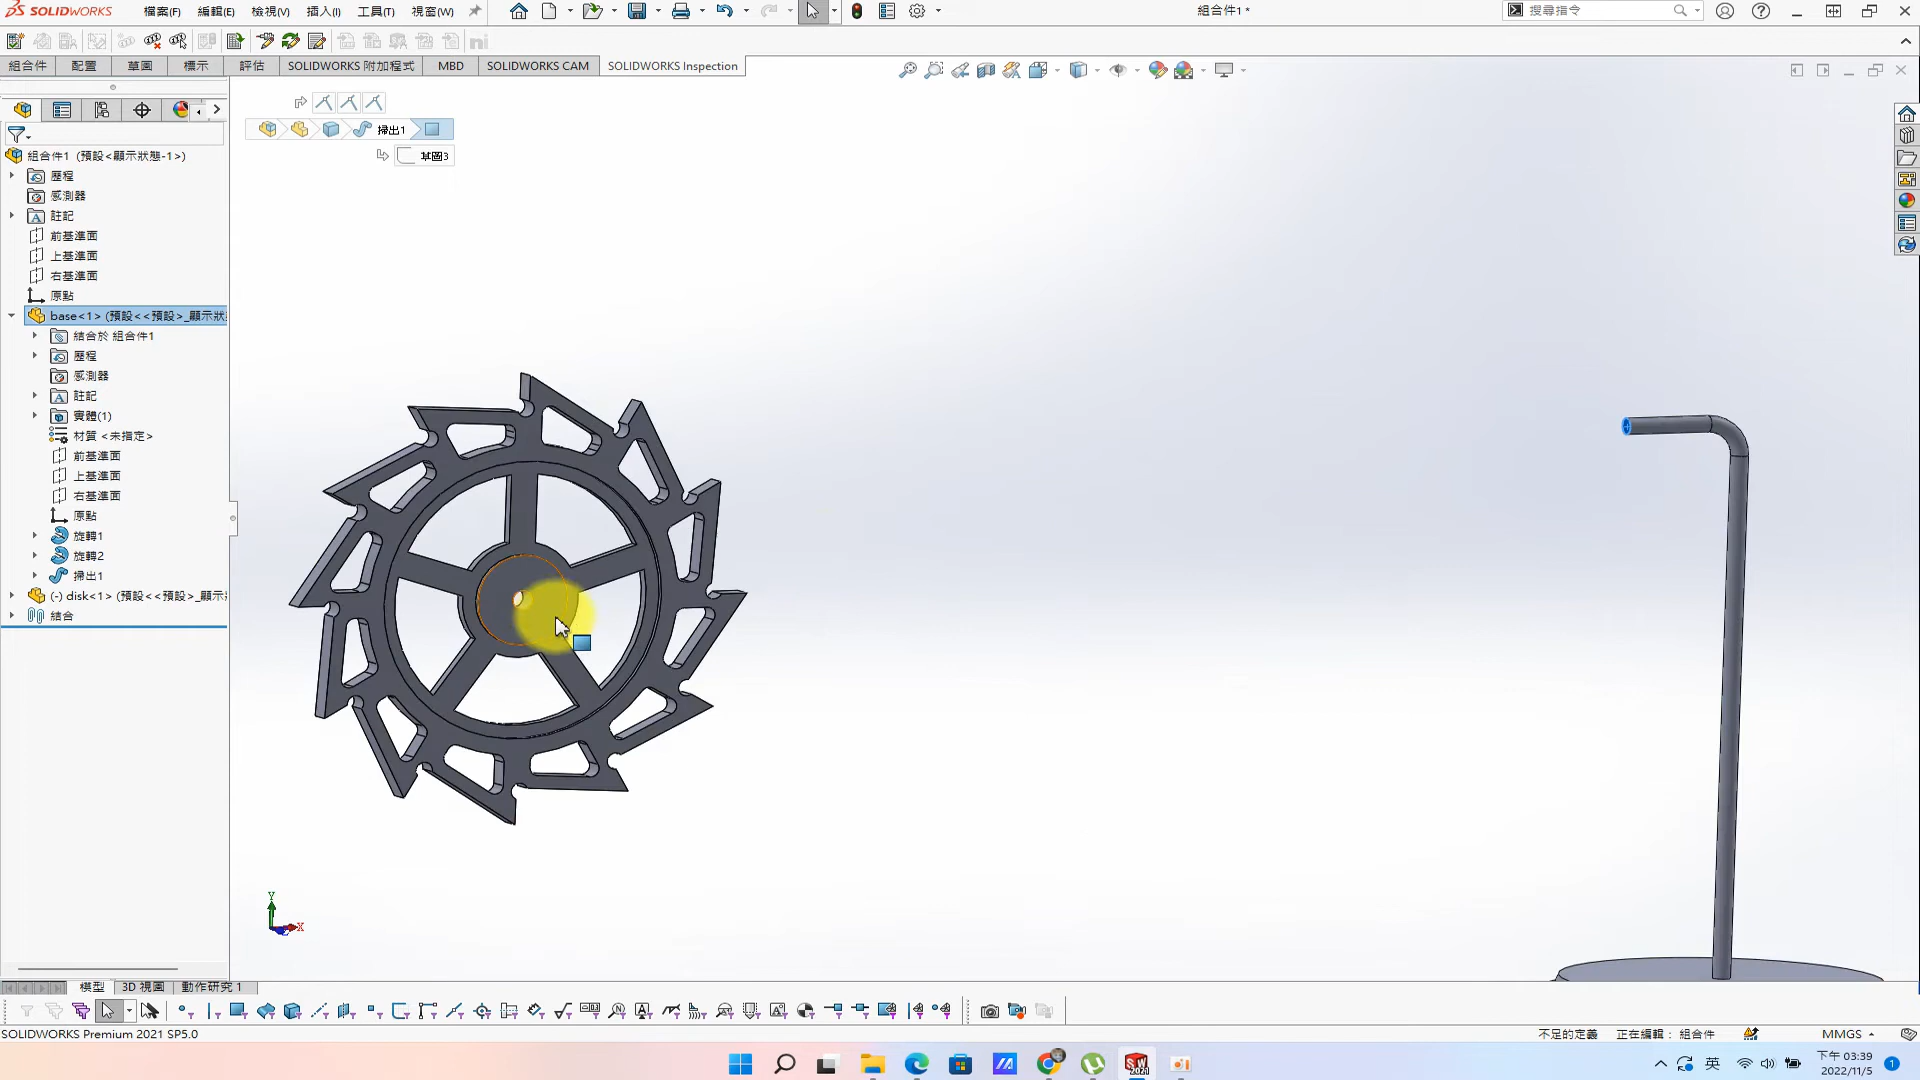 SOLIDWORKS 檔案(F) 編輯(E) 檢視(V) 插入(I) 工具(T) 視窗(W) 組合件1 * 搜尋指令
組合件 配置 草圖 標示 評估 SOLIDWORKS 附加程式 MBD SOLIDWORKS CAM SOLIDWORKS Inspection
掃出1
草圖3
組合件1 (預設<顯示狀態-1>)
歷程
感測器
註記
前基準面
上基準面
右基準面
原點
base<1> (預設<<預設>_顯示狀
結合於 組合件1
歷程
感測器
註記
實體(1)
材質 <未指定>
前基準面
上基準面
右基準面
原點
旋轉1
旋轉2
掃出1
(-) disk<1> (預設<<預設>_顯示
結合
Y
X
模型 3D 視圖 動作研究 1
SOLIDWORKS Premium 2021 SP5.0 不足的定義 正在編輯: 組合件 MMGS
英 下午 03:39
2022/11/5 1